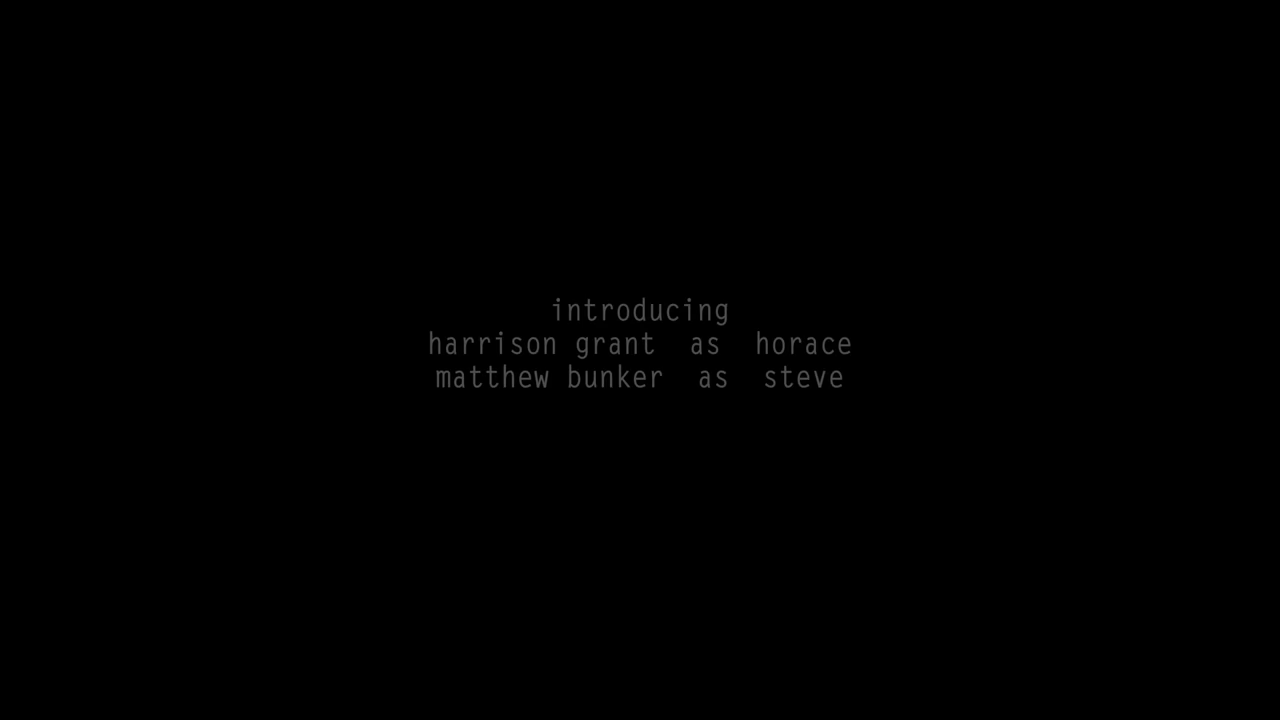 introducing
harrison grant  as  horace
matthew bunker  as  steve